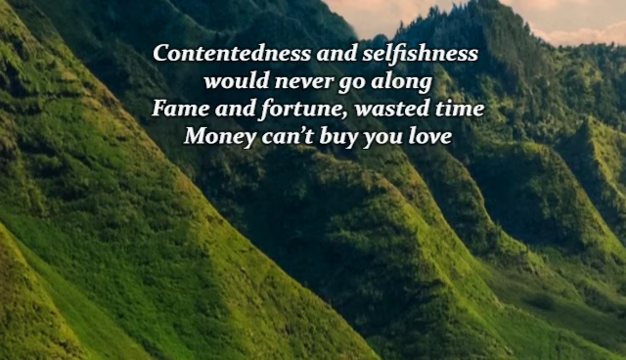 Contentedness and selfishness
would never go along
Fame and fortune, wasted time
Money can't buy you love